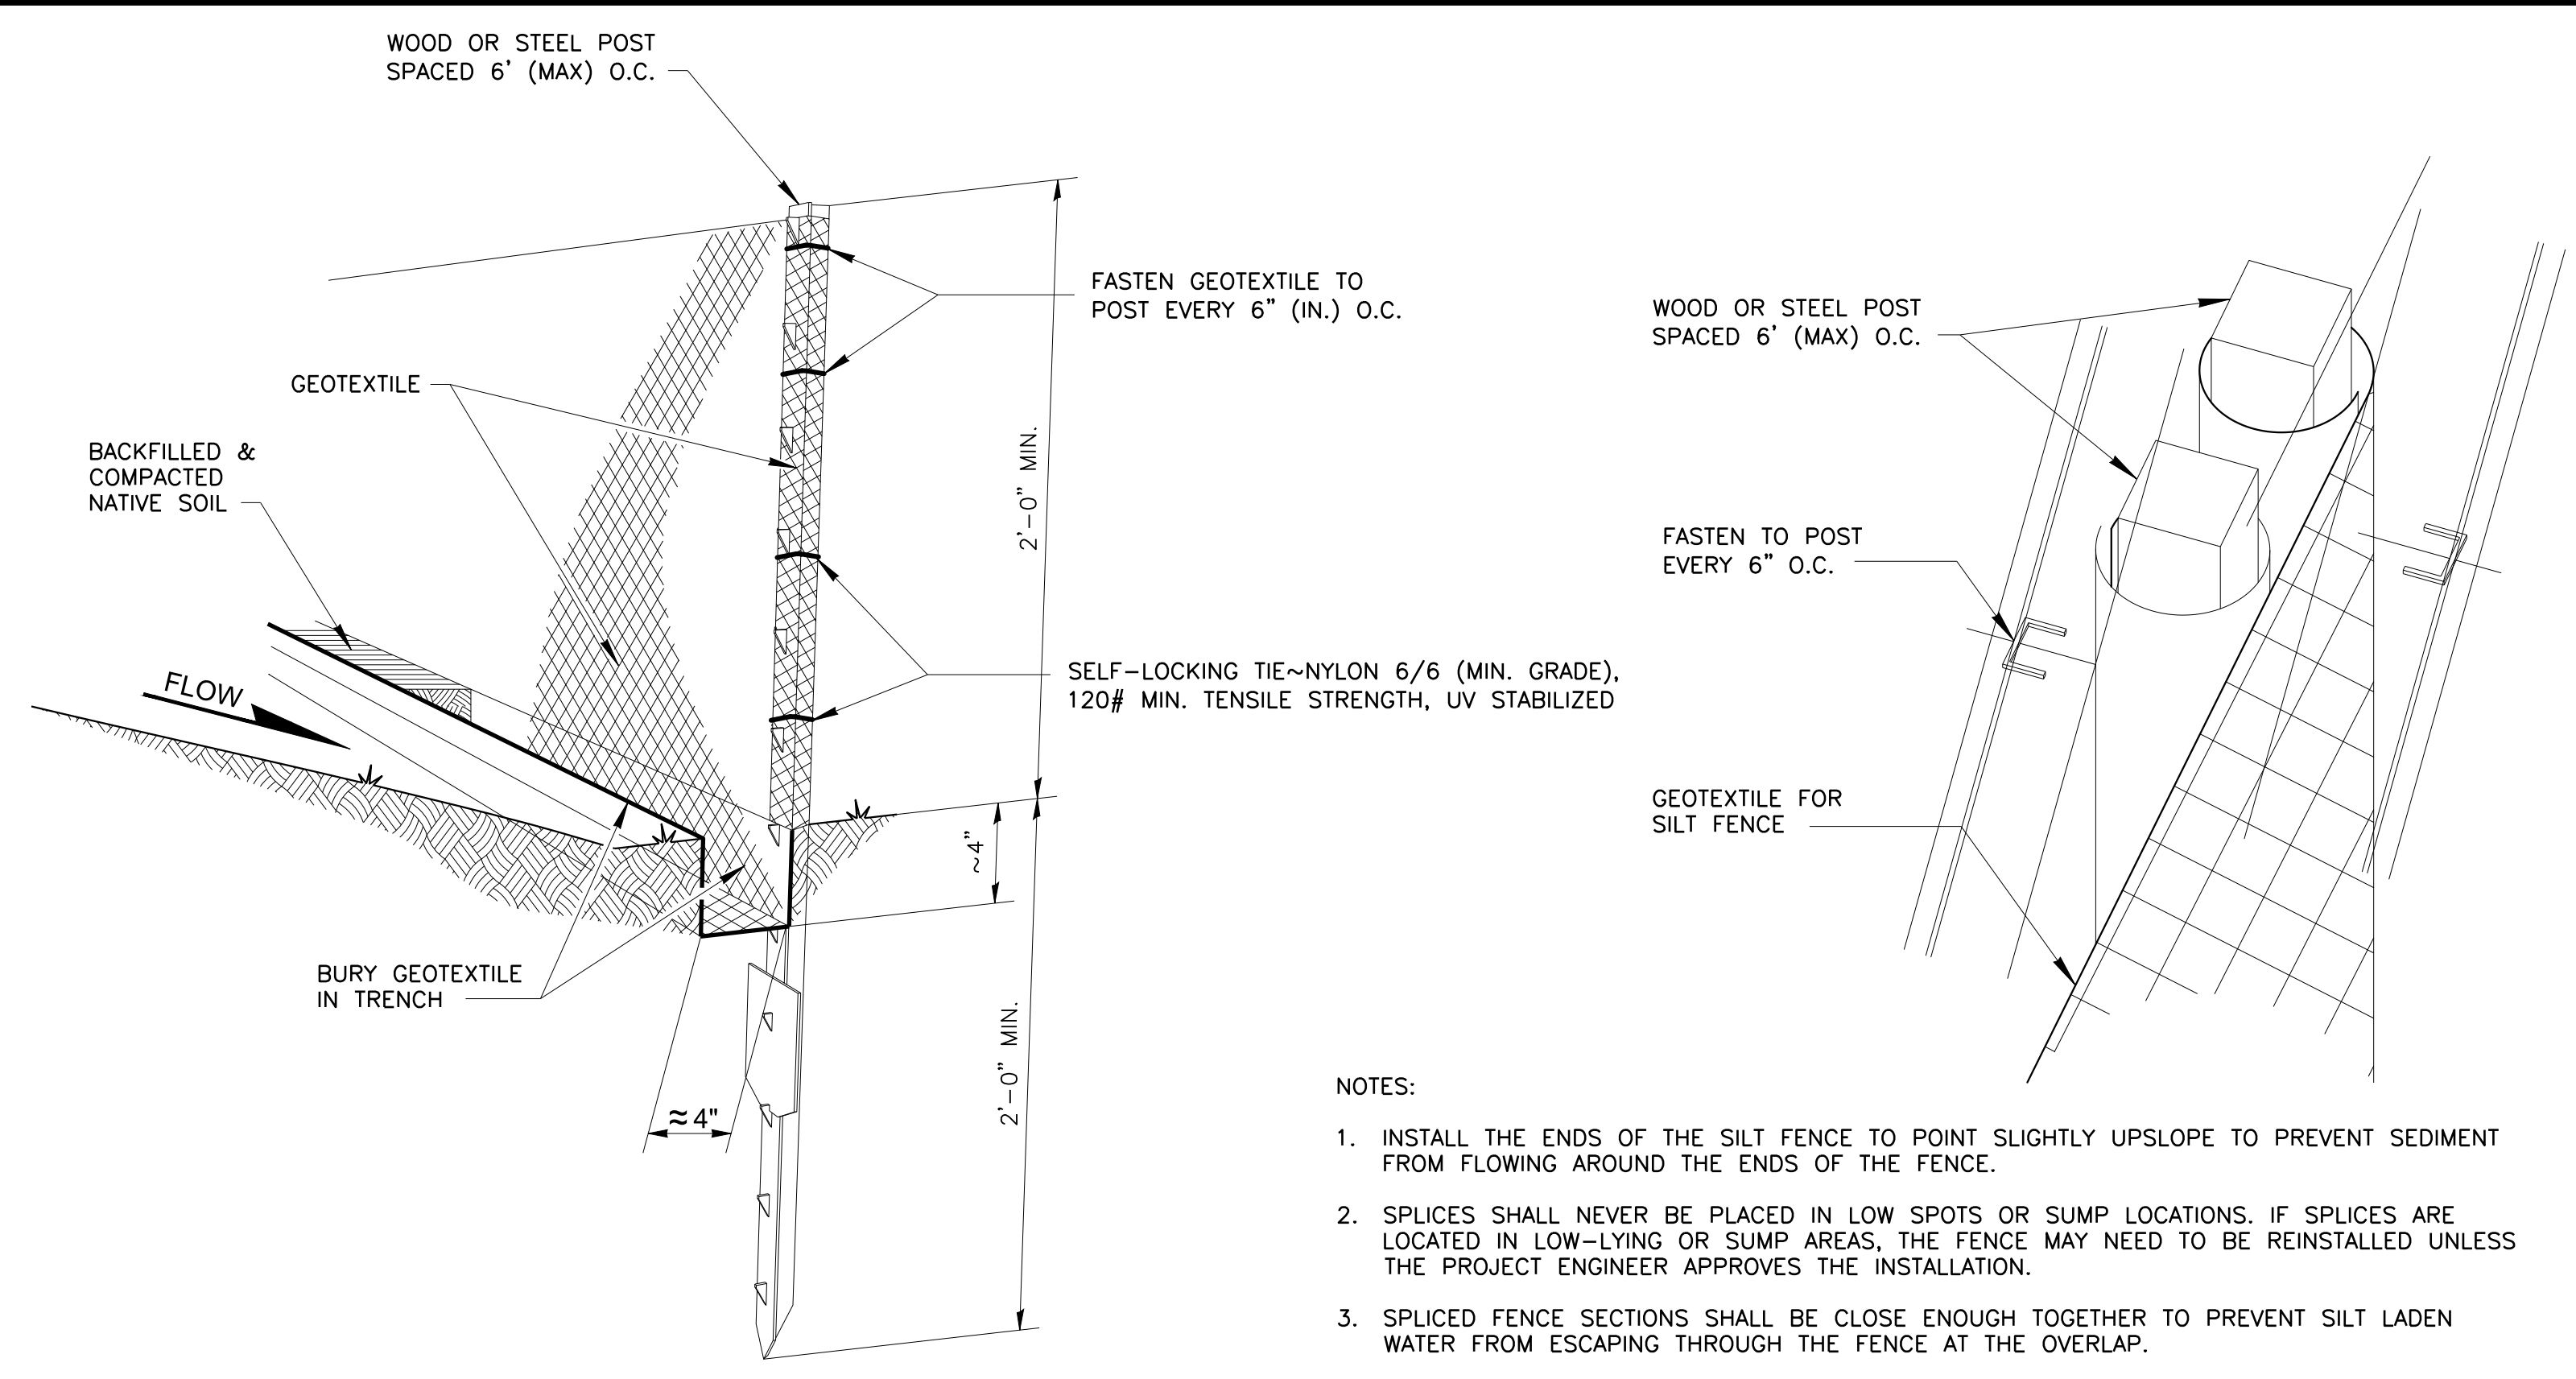 WOOD OR STEEL POST
SPACED 6' (MAX) O.C.
FASTEN GEOTEXTILE TO
POST EVERY 6" (IN.) O.C.
GEOTEXTILE
BACKFILLED &
COMPACTED
NATIVE SOIL
2'-0" MIN.
FLOW
SELF-LOCKING TIE~NYLON 6/6 (MIN. GRADE),
120# MIN. TENSILE STRENGTH, UV STABILIZED
~4"
BURY GEOTEXTILE
IN TRENCH
2'-0" MIN.
≈4"
WOOD OR STEEL POST
SPACED 6' (MAX) O.C.
FASTEN TO POST
EVERY 6" O.C.
GEOTEXTILE FOR
SILT FENCE
NOTES:
1. INSTALL THE ENDS OF THE SILT FENCE TO POINT SLIGHTLY UPSLOPE TO PREVENT SEDIMENT
FROM FLOWING AROUND THE ENDS OF THE FENCE.
2. SPLICES SHALL NEVER BE PLACED IN LOW SPOTS OR SUMP LOCATIONS. IF SPLICES ARE
LOCATED IN LOW-LYING OR SUMP AREAS, THE FENCE MAY NEED TO BE REINSTALLED UNLESS
THE PROJECT ENGINEER APPROVES THE INSTALLATION.
3. SPLICED FENCE SECTIONS SHALL BE CLOSE ENOUGH TOGETHER TO PREVENT SILT LADEN
WATER FROM ESCAPING THROUGH THE FENCE AT THE OVERLAP.